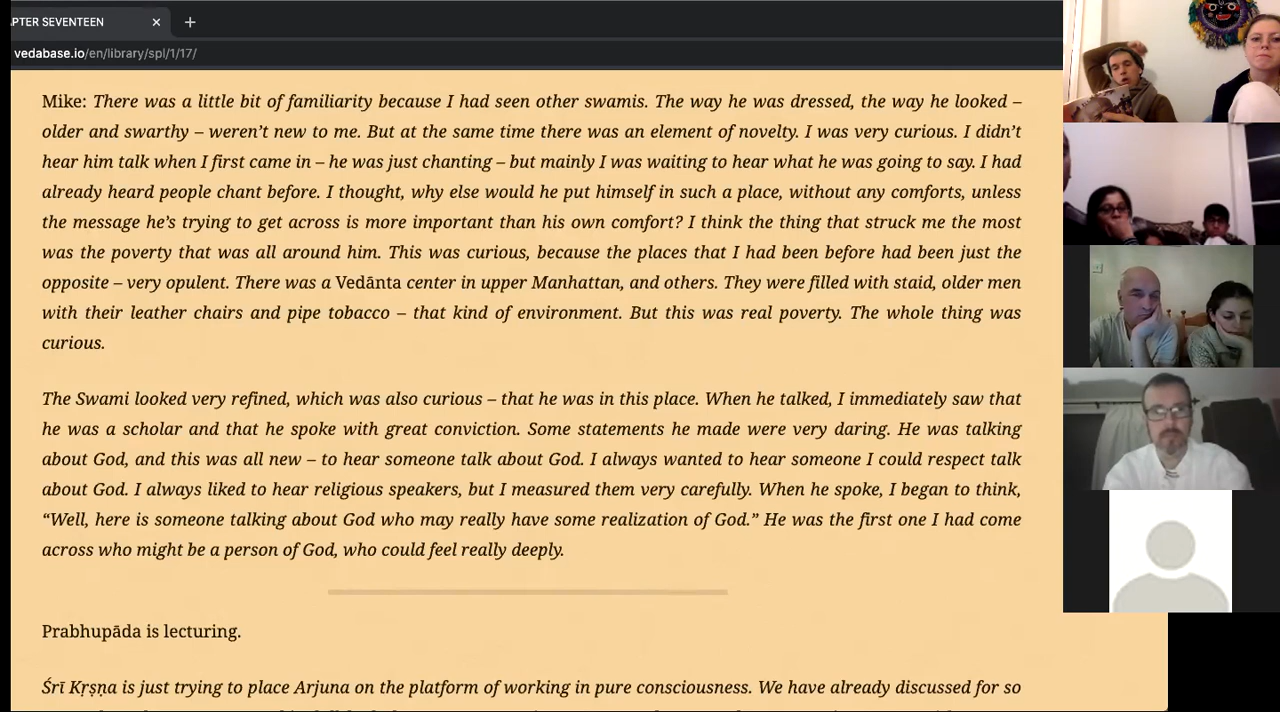 PTER SEVENTEEN
vedabase.io/en/library/spl/1/17/
Mike: There was a little bit of familiarity because I had seen other swamis. The way he was dressed, the way he looked –
older and swarthy – weren’t new to me. But at the same time there was an element of novelty. I was very curious. I didn’t
hear him talk when I first came in – he was just chanting – but mainly I was waiting to hear what he was going to say. I had
already heard people chant before. I thought, why else would he put himself in such a place, without any comforts, unless
the message he’s trying to get across is more important than his own comfort? I think the thing that struck me the most
was the poverty that was all around him. This was curious, because the places that I had been before had been just the
opposite – very opulent. There was a Vedānta center in upper Manhattan, and others. They were filled with staid, older men
with their leather chairs and pipe tobacco – that kind of environment. But this was real poverty. The whole thing was
curious.
The Swami looked very refined, which was also curious – that he was in this place. When he talked, I immediately saw that
he was a scholar and that he spoke with great conviction. Some statements he made were very daring. He was talking
about God, and this was all new – to hear someone talk about God. I always wanted to hear someone I could respect talk
about God. I always liked to hear religious speakers, but I measured them very carefully. When he spoke, I began to think,
“Well, here is someone talking about God who may really have some realization of God.” He was the first one I had come
across who might be a person of God, who could feel really deeply.
Prabhupāda is lecturing.
Śrī Kṛṣṇa is just trying to place Arjuna on the platform of working in pure consciousness. We have already discussed for so